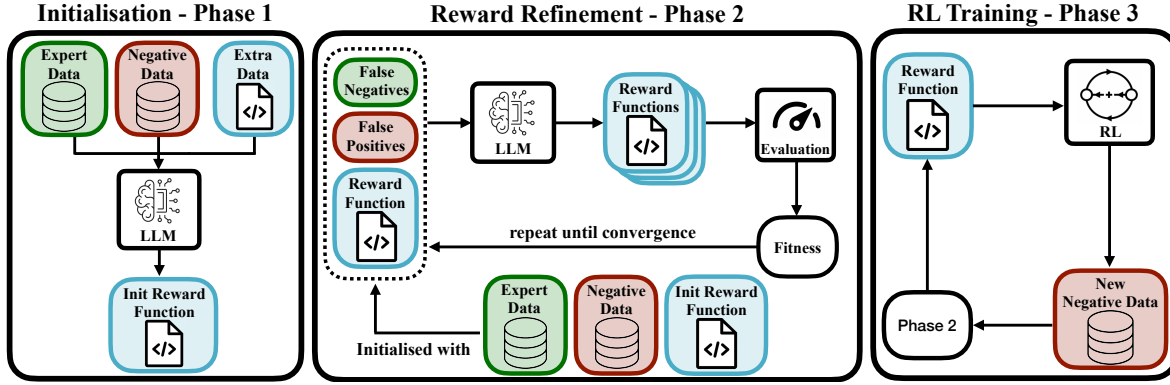 Initialisation - Phase 1
Expert
Data
Negative
Data
Extra
Data
</>
LLM
Init Reward
Function
</>
Reward Refinement - Phase 2
False
Negatives
False
Positives
Reward
Function
</>
LLM
Reward
Functions
</>
Evaluation
Fitness
repeat until convergence
Initialised with
Expert
Data
Negative
Data
Init Reward
Function
</>
RL Training - Phase 3
Reward
Function
</>
RL
New
Negative Data
Phase 2